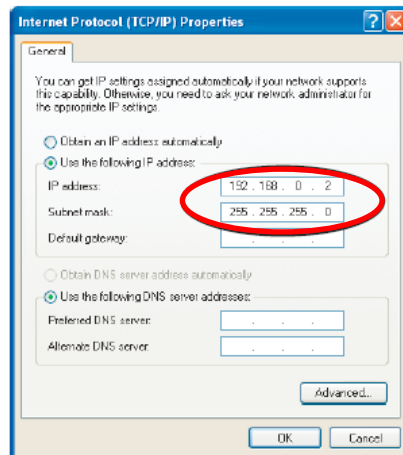 Internet Protocol (TCP/IP) Properties
General
You can get IP settings assigned automatically if your network supports
this capability. Otherwise, you need to ask your network administrator for
the appropriate IP settings.
Obtain an IP address automatically
Use the following IP address:
IP address: 192 . 168 . 0 . 2
Subnet mask: 255 . 255 . 255 . 0
Default gateway: . . .
Obtain DNS server address automatically
Use the following DNS server addresses:
Preferred DNS server: . . .
Alternate DNS server: . . .
Advanced...
OK Cancel